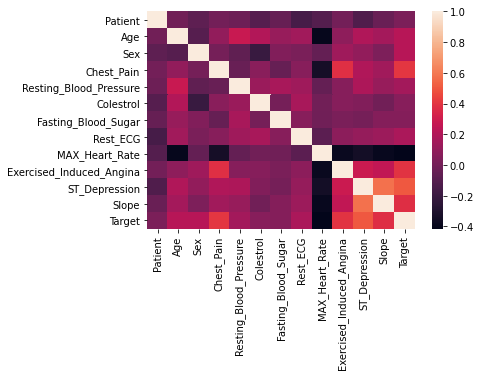 Patient
Age
Sex
Chest_Pain
Resting_Blood_Pressure
Colestrol
Fasting_Blood_Sugar
Rest_ECG
MAX_Heart_Rate
Exercised_Induced_Angina
ST_Depression
Slope
Target
Patient
Age
Sex
Chest_Pain
Resting_Blood_Pressure
Colestrol
Fasting_Blood_Sugar
Rest_ECG
MAX_Heart_Rate
Exercised_Induced_Angina
ST_Depression
Slope
Target
1.0
0.8
0.6
0.4
0.2
0.0
−0.2
−0.4